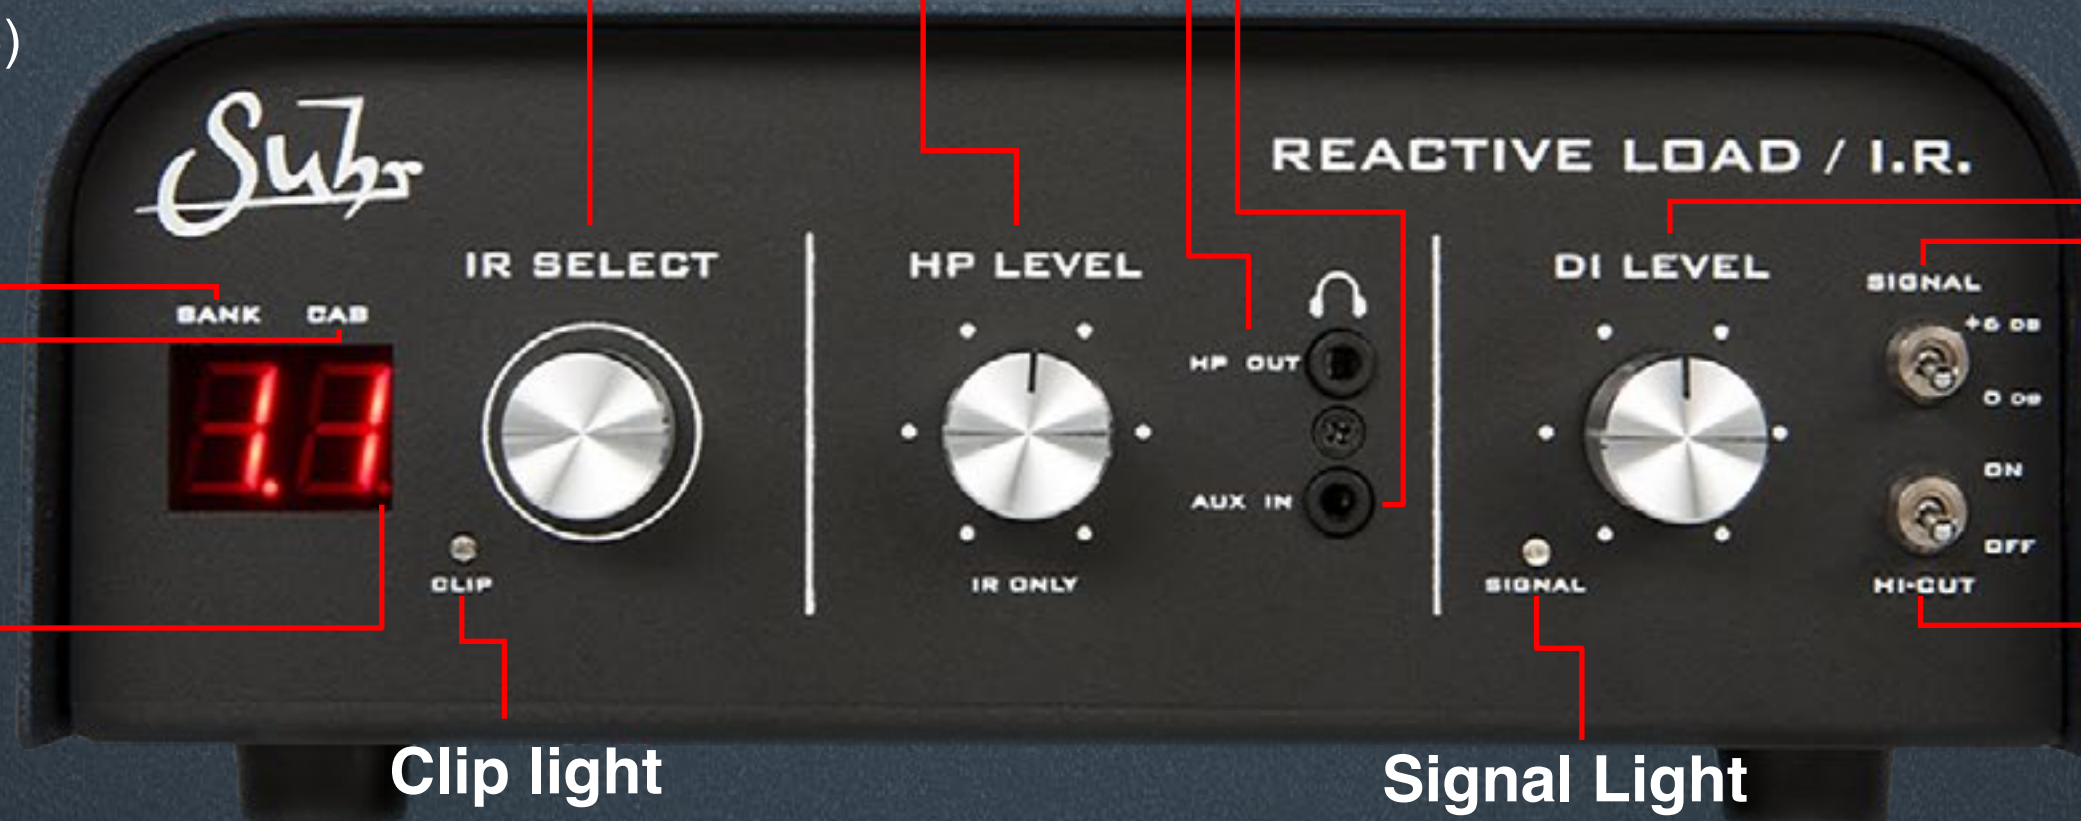 )
Suhr
REACTIVE LOAD / I.R.
IR SELECT
HP LEVEL
DI LEVEL
SIGNAL
BANK CAB
+6 DB
1.1
HP OUT
0 DB
ON
AUX IN
OFF
CLIP
IR ONLY
SIGNAL
HI-CUT
Clip light
Signal Light